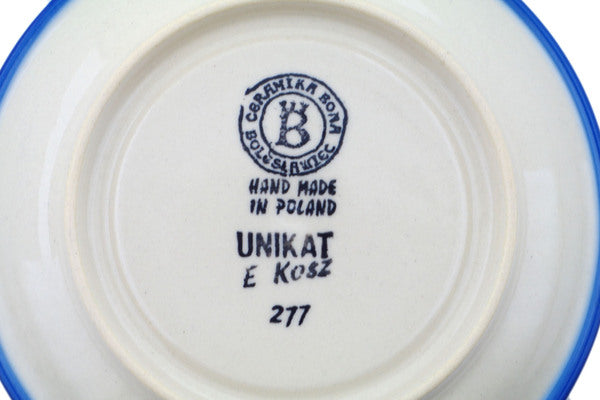 CERAMIKA BONA
B
BOLESŁAWIEC
HAND MADE
IN POLAND
UNIKAT
E KOSZ
277